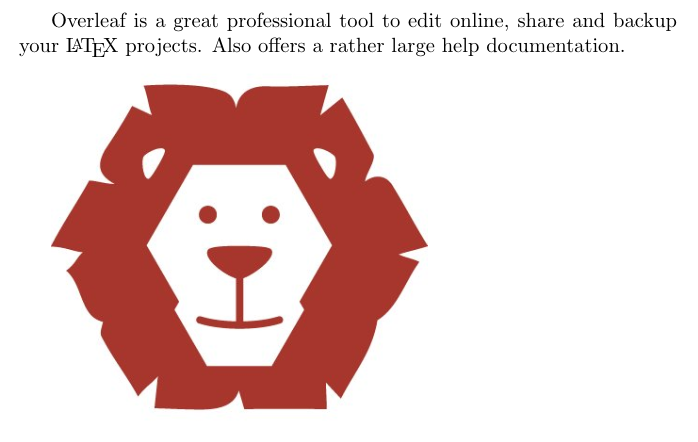 Overleaf is a great professional tool to edit online, share and backup
your LATEX projects. Also offers a rather large help documentation.